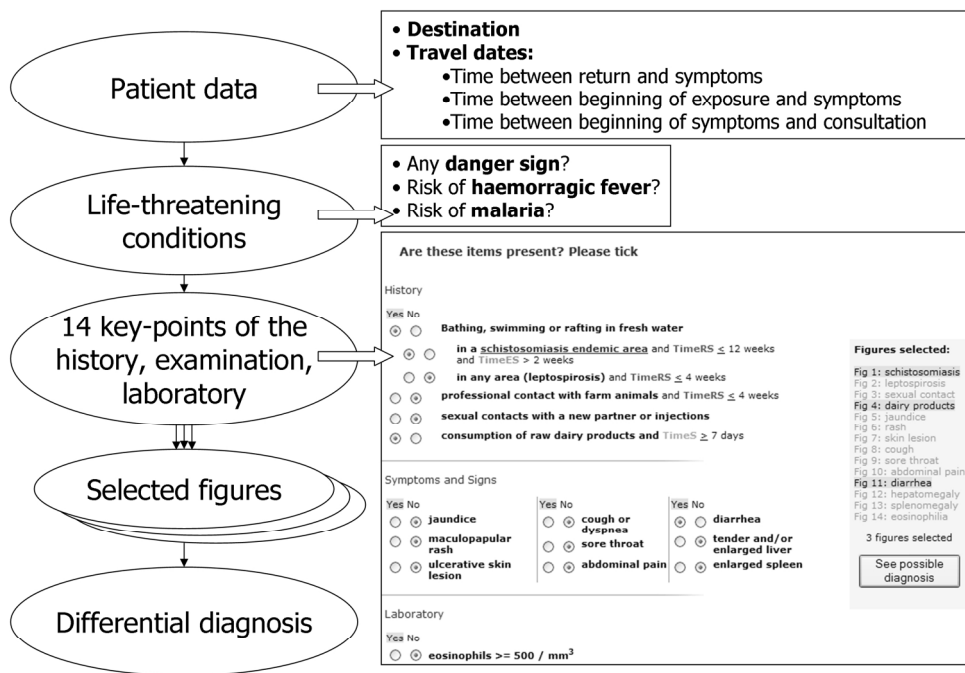 Patient data
• Destination
• Travel dates:
•Time between return and symptoms
•Time between beginning of exposure and symptoms
•Time between beginning of symptoms and consultation
Life-threatening
conditions
• Any danger sign?
• Risk of haemorragic fever?
• Risk of malaria?
14 key-points of the
history, examination,
laboratory
Selected figures
Differential diagnosis
Are these items present? Please tick
History
Yes No
Bathing, swimming or rafting in fresh water
in a schistosomiasis endemic area and TimeRS ≤ 12 weeks
and TimeES > 2 weeks
in any area (leptospirosis) and TimeRS ≤ 4 weeks
professional contact with farm animals and TimeRS ≤ 4 weeks
sexual contacts with a new partner or injections
consumption of raw dairy products and TimeS ≥ 7 days
Symptoms and Signs
Yes No
jaundice
maculopapular
rash
ulcerative skin
lesion
Yes No
cough or
dyspnea
sore throat
abdominal pain
Yes No
diarrhea
tender and/or
enlarged liver
enlarged spleen
Laboratory
Yes No
eosinophils >= 500 / mm³
Figures selected:
Fig 1: schistosomiasis
Fig 2: leptospirosis
Fig 3: sexual contact
Fig 4: dairy products
Fig 5: jaundice
Fig 6: rash
Fig 7: skin lesion
Fig 8: cough
Fig 9: sore throat
Fig 10: abdominal pain
Fig 11: diarrhea
Fig 12: hepatomegaly
Fig 13: splenomegaly
Fig 14: eosinophilia
3 figures selected
See possible
diagnosis